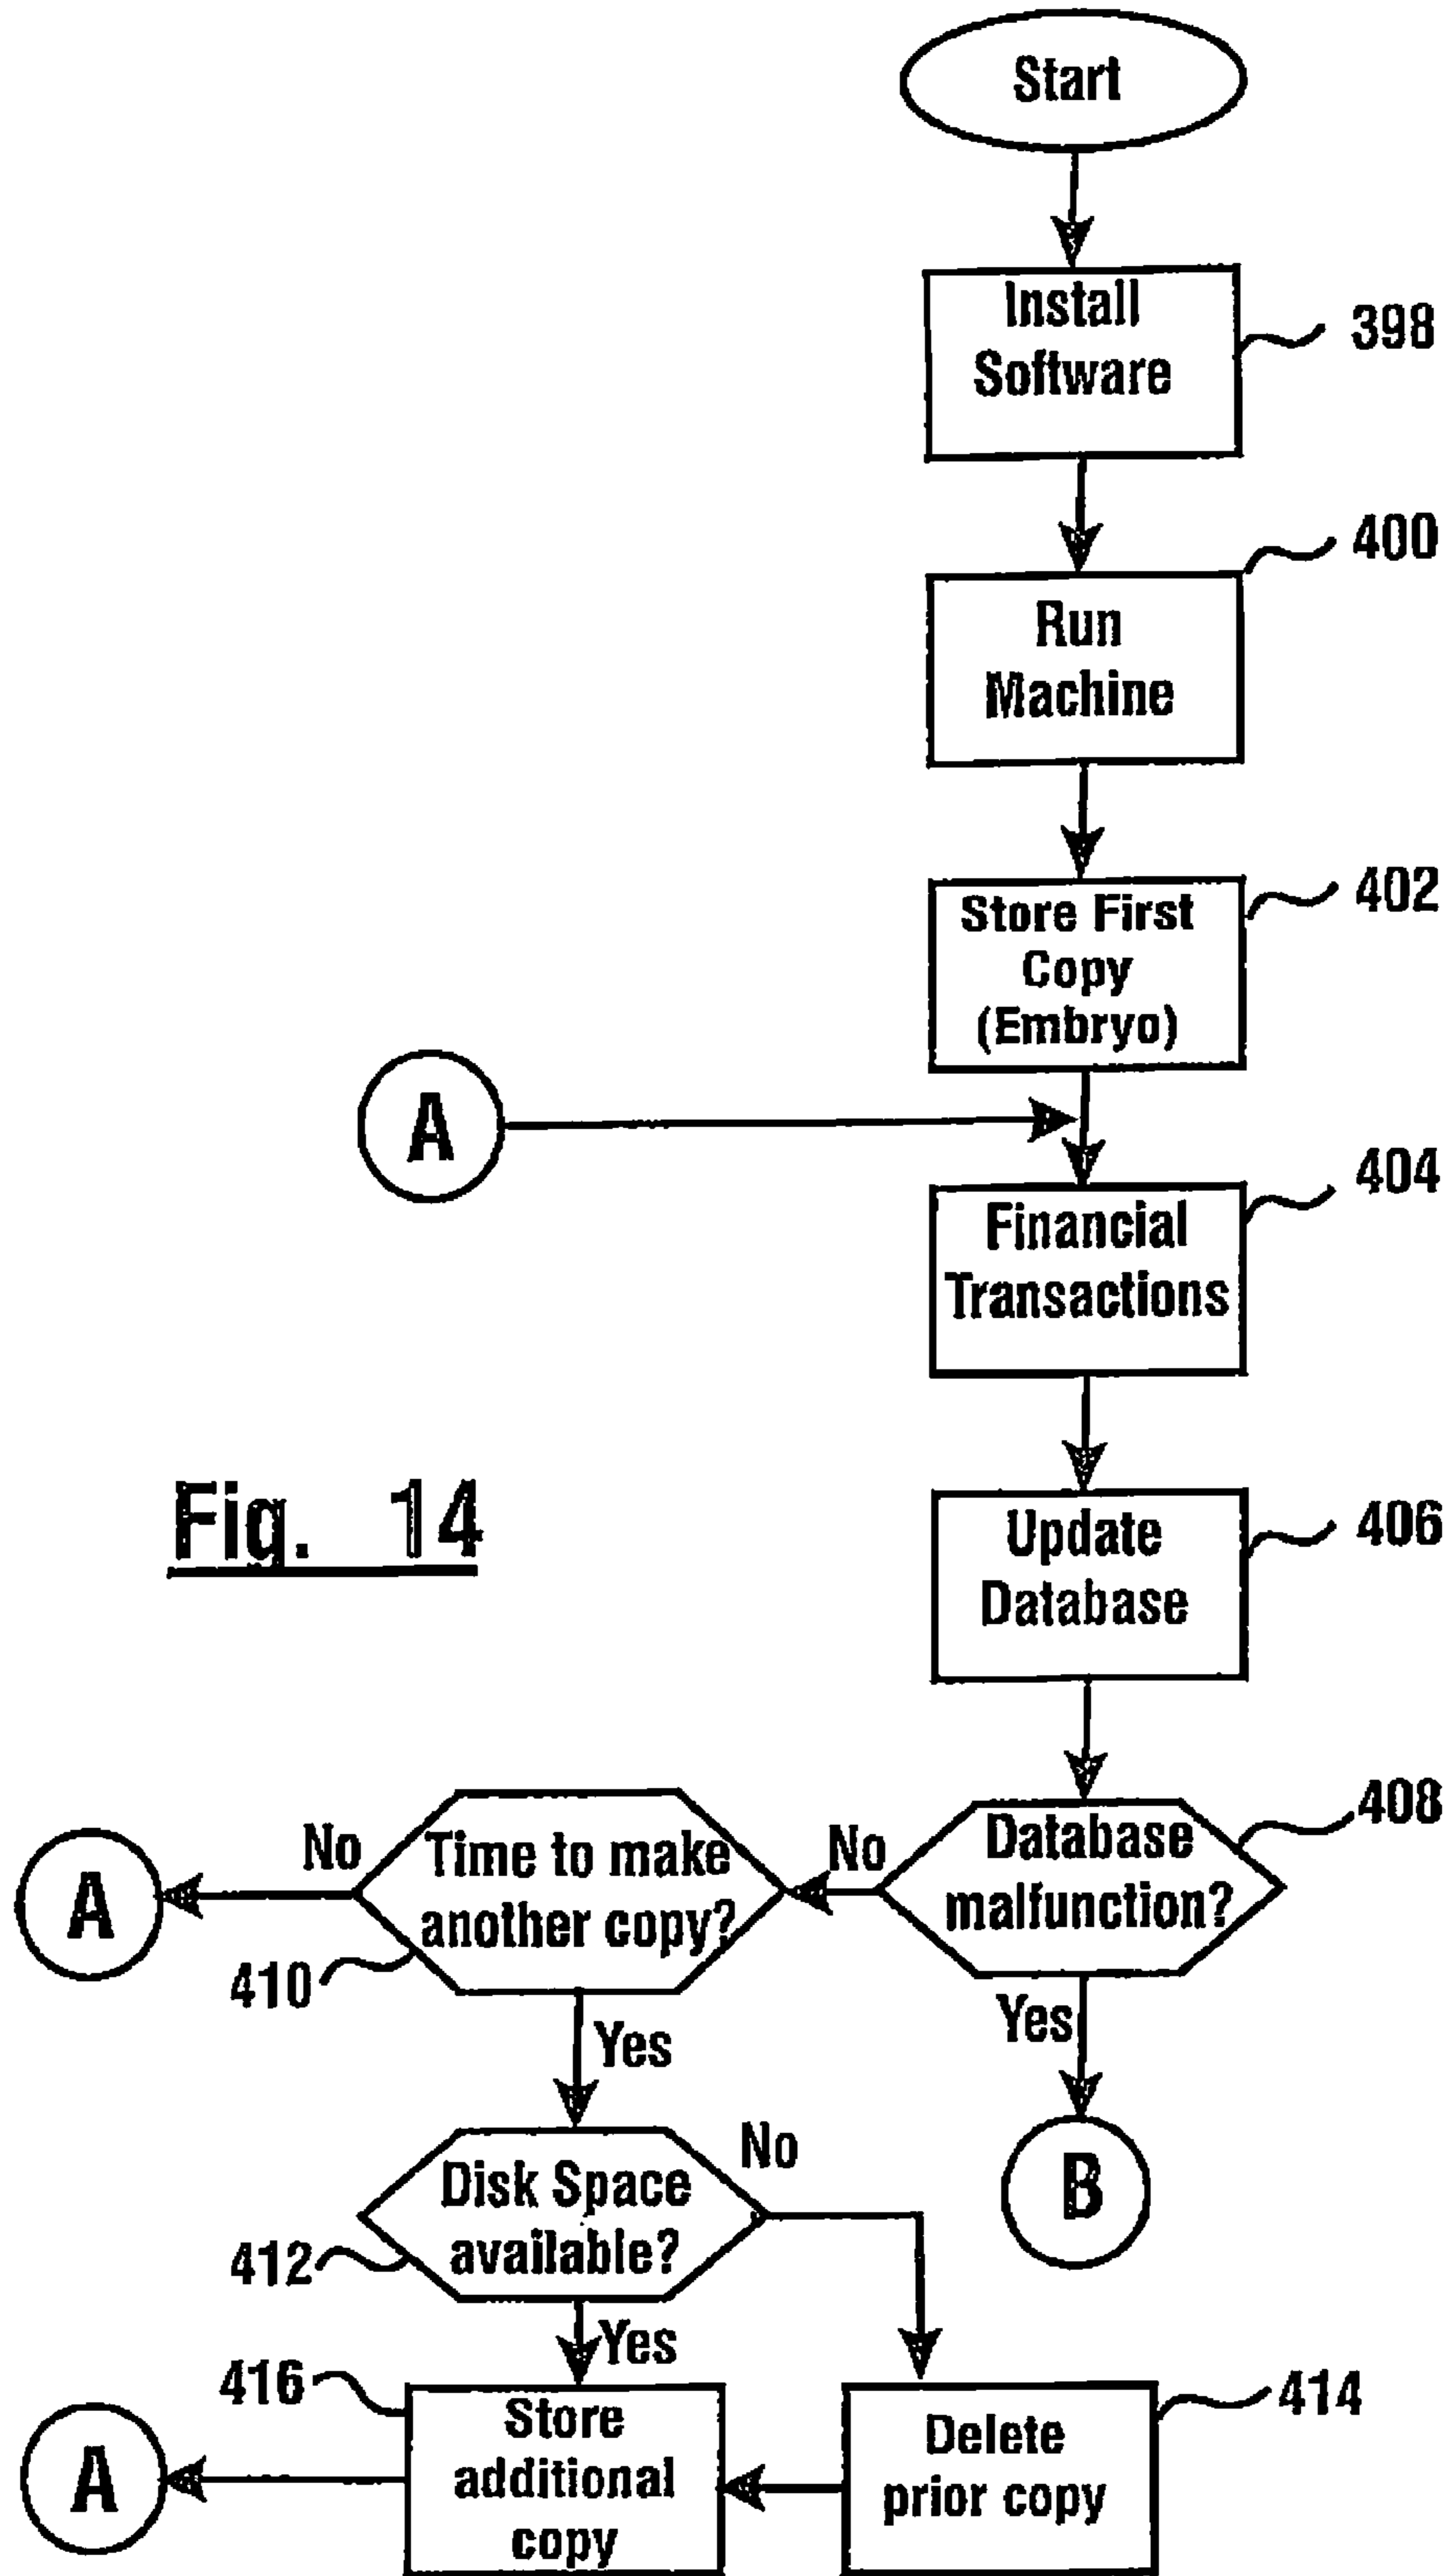 Start
Install
Software
398
400
Run
Machine
402
Store First
Copy
(Embryo)
A
404
Financial
Transactions
Fig. 14
406
Update
Database
408
Database
malfunction?
No
Time to make
another copy?
No
A
410
Yes
Yes
B
Disk Space
available?
No
412
Yes
416
Store
additional
copy
A
414
Delete
prior copy